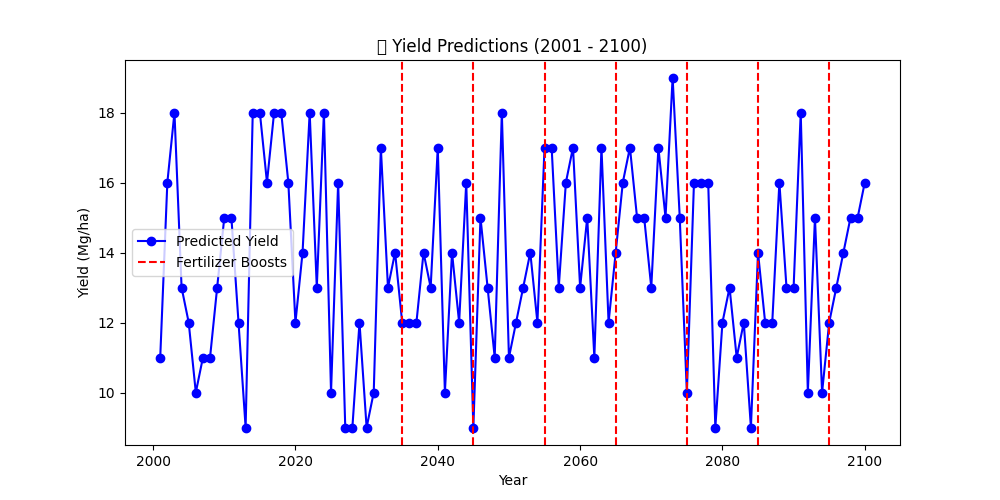 Yield Predictions (2001 - 2100)
Yield (Mg/ha)
18
16
14
12
10
Predicted Yield
Fertilizer Boosts
2000 2020 2040 2060 2080 2100
Year